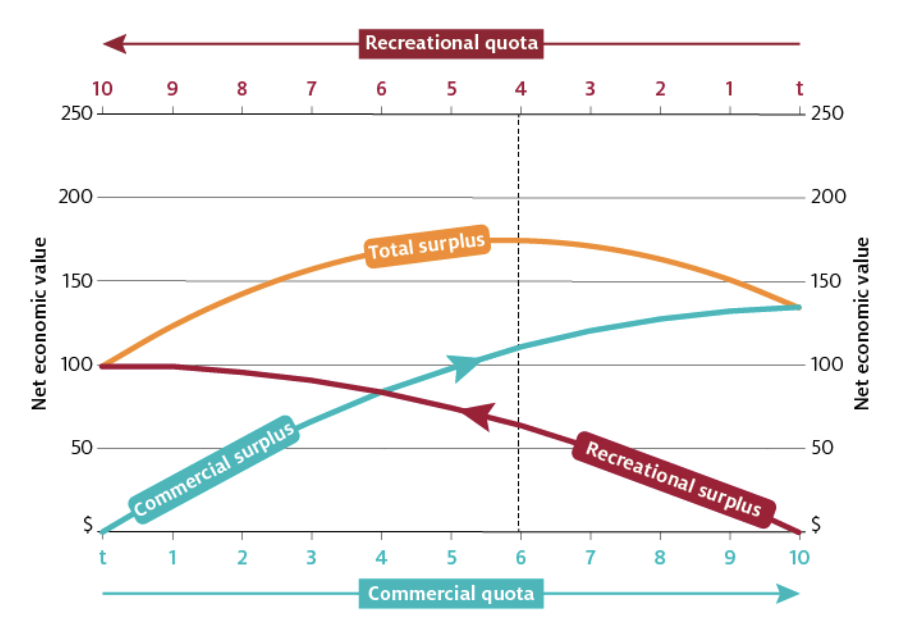 Recreational quota
10 9 8 7 6 5 4 3 2 1 t
250 250
200 200
Total surplus
150 150
Net economic value
Net economic value
100 100
Commercial surplus
50 50
Recreational surplus
$ $
t 1 2 3 4 5 6 7 8 9 10
Commercial quota